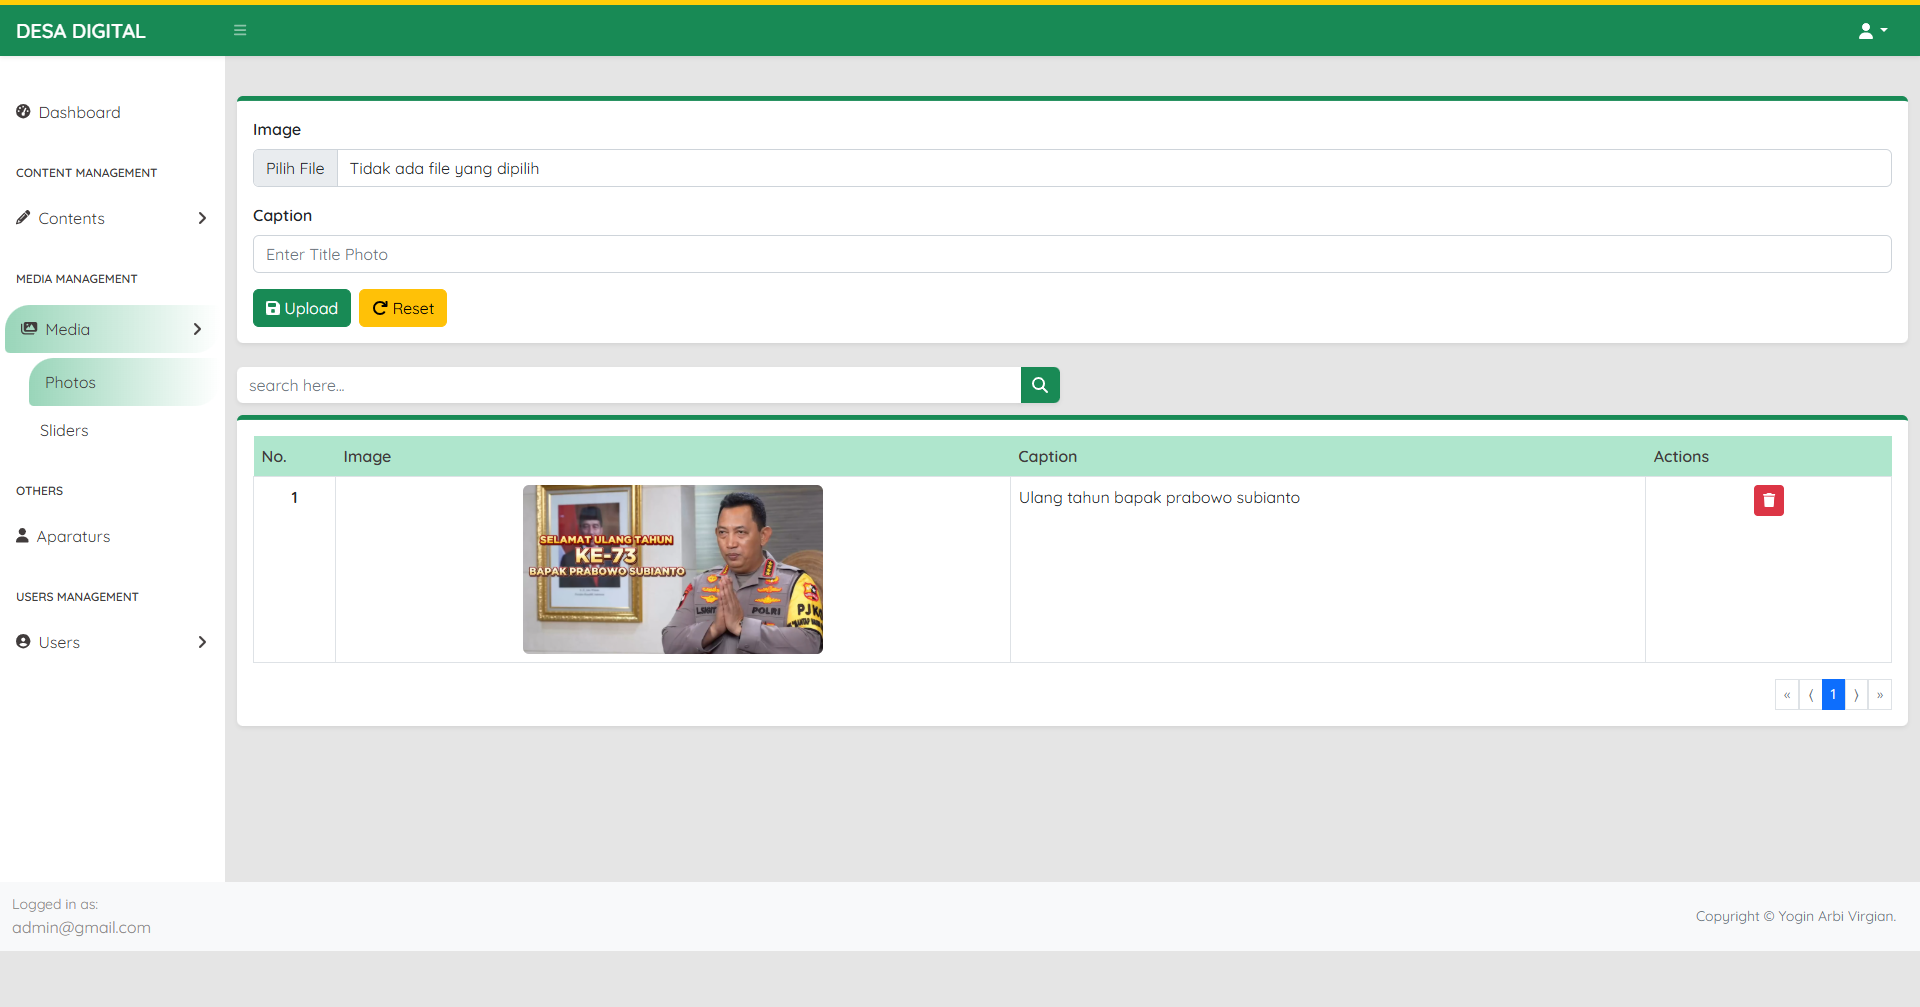 DESA DIGITAL
Dashboard
CONTENT MANAGEMENT
Contents
MEDIA MANAGEMENT
Media
Photos
Sliders
OTHERS
Aparaturs
USERS MANAGEMENT
Users
Image
Pilih File Tidak ada file yang dipilih
Caption
Enter Title Photo
Upload Reset
search here...
No. Image Caption Actions
1 Ulang tahun bapak prabowo subianto
SELAMAT ULANG TAHUN
KE-73
BAPAK PRABOWO SUBIANTO
POLRI
« ⟨ 1 ⟩ »
Logged in as:
admin@gmail.com
Copyright © Yogin Arbi Virgian.